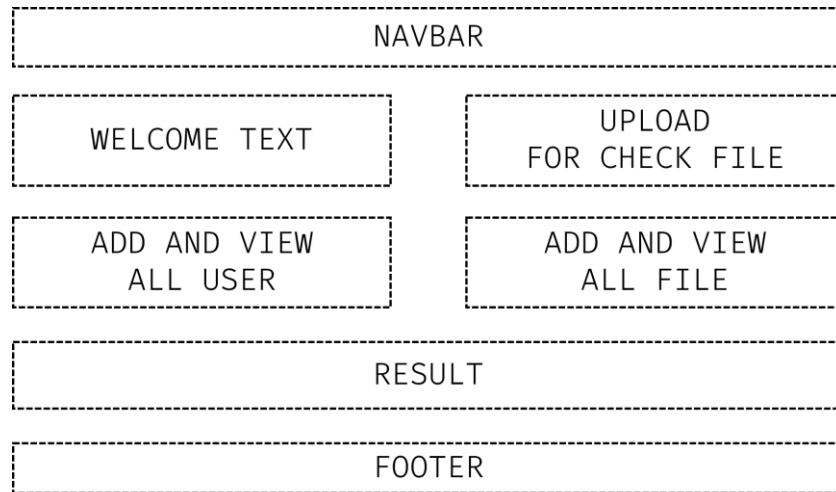 NAVBAR
WELCOME TEXT
UPLOAD
FOR CHECK FILE
ADD AND VIEW
ALL USER
ADD AND VIEW
ALL FILE
RESULT
FOOTER